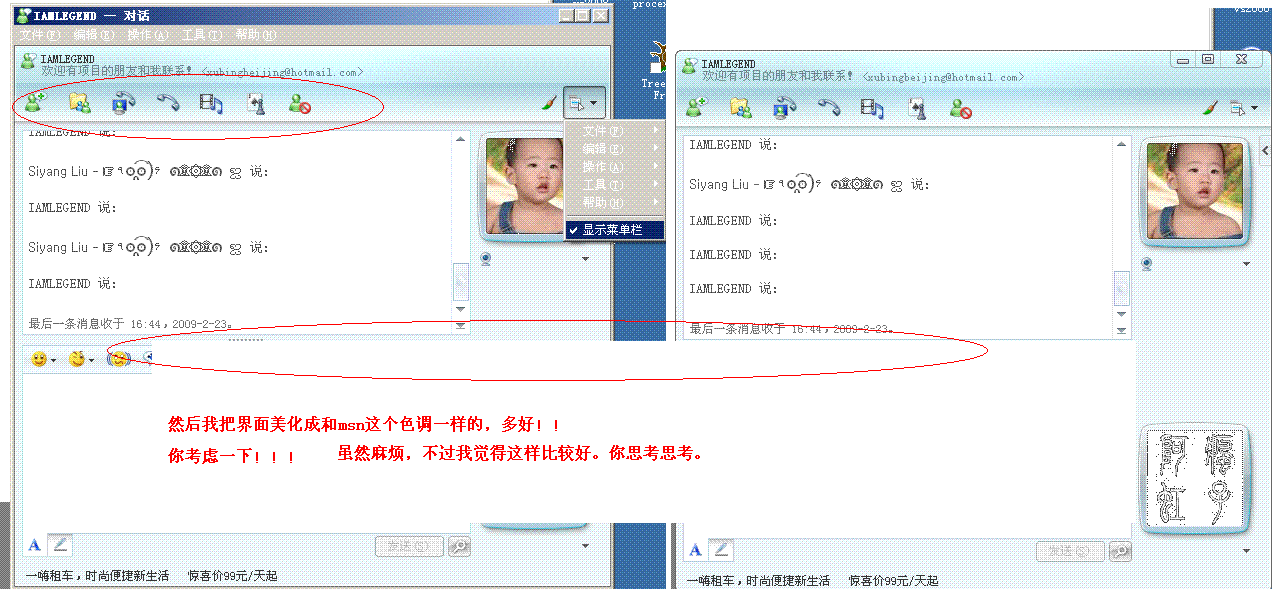 IAMLEGEND — 对话
文件(F) 编辑(E) 操作(A) 工具(T) 帮助(H)
IAMLEGEND
欢迎有项目的朋友和我联系! <xubingbeijing@hotmail.com>
文件(F)
编辑(E)
操作(A)
工具(T)
帮助(H)
显示菜单栏
IAMLEGEND 说:
Siyang Liu - 说:
IAMLEGEND 说:
Siyang Liu - 说:
IAMLEGEND 说:
最后一条消息收于 16:44，2009-2-23。
A
发送(S)
一嗨租车，时尚便捷新生活 惊喜价99元/天起
proce
Tree
Fr
IAMLEGEND
欢迎有项目的朋友和我联系! <xubingbeijing@hotmail.com>
IAMLEGEND 说:
Siyang Liu - 说:
IAMLEGEND 说:
IAMLEGEND 说:
IAMLEGEND 说:
最后一条消息收于 16:44，2009-2-23。
A
发送(S)
一嗨租车，时尚便捷新生活 惊喜价99元/天起
然后我把界面美化成和msn这个色调一样的，多好！！
你考虑一下！！！ 虽然麻烦，不过我觉得这样比较好。你思考思考。